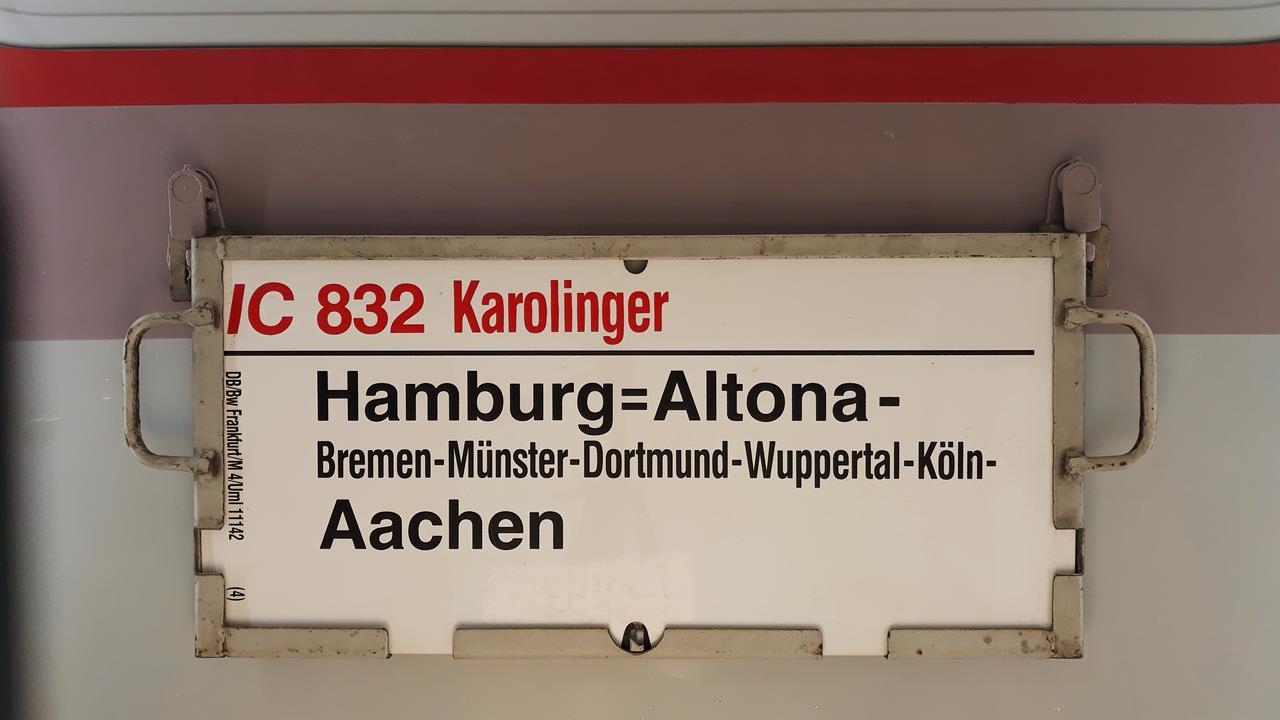 IC 832 Karolinger
Hamburg=Altona-
Bremen-Münster-Dortmund-Wuppertal-Köln-
Aachen
DB/Bw Frankfurt/M 4/Uml 11142
(4)